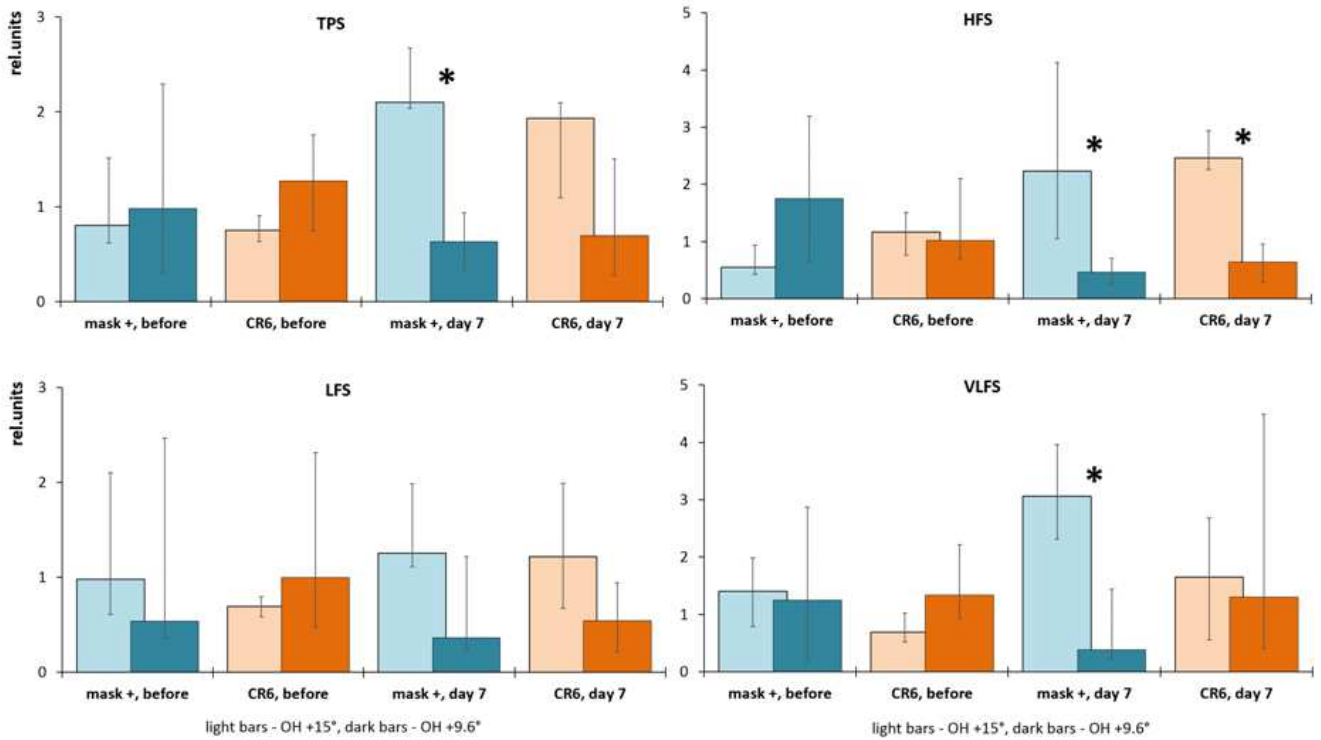 TPS
rel.units
3
2
1
0
*
mask +, before
CR6, before
mask +, day 7
CR6, day 7
HFS
5
4
3
2
1
0
*
*
mask +, before
CR6, before
mask +, day 7
CR6, day 7
LFS
rel.units
3
2
1
0
mask +, before
CR6, before
mask +, day 7
CR6, day 7
light bars - OH +15°, dark bars - OH +9.6°
VLFS
5
4
3
2
1
0
*
mask +, before
CR6, before
mask +, day 7
CR6, day 7
light bars - OH +15°, dark bars - OH +9.6°